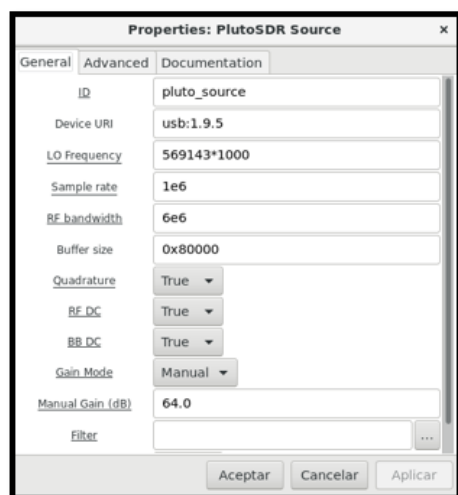 Properties: PlutoSDR Source ×
General Advanced Documentation
ID pluto_source
Device URI usb:1.9.5
LO Frequency 569143*1000
Sample rate 1e6
RF bandwidth 6e6
Buffer size 0x80000
Quadrature True
RF DC True
BB DC True
Gain Mode Manual
Manual Gain (dB) 64.0
Filter ...
Aceptar Cancelar Aplicar